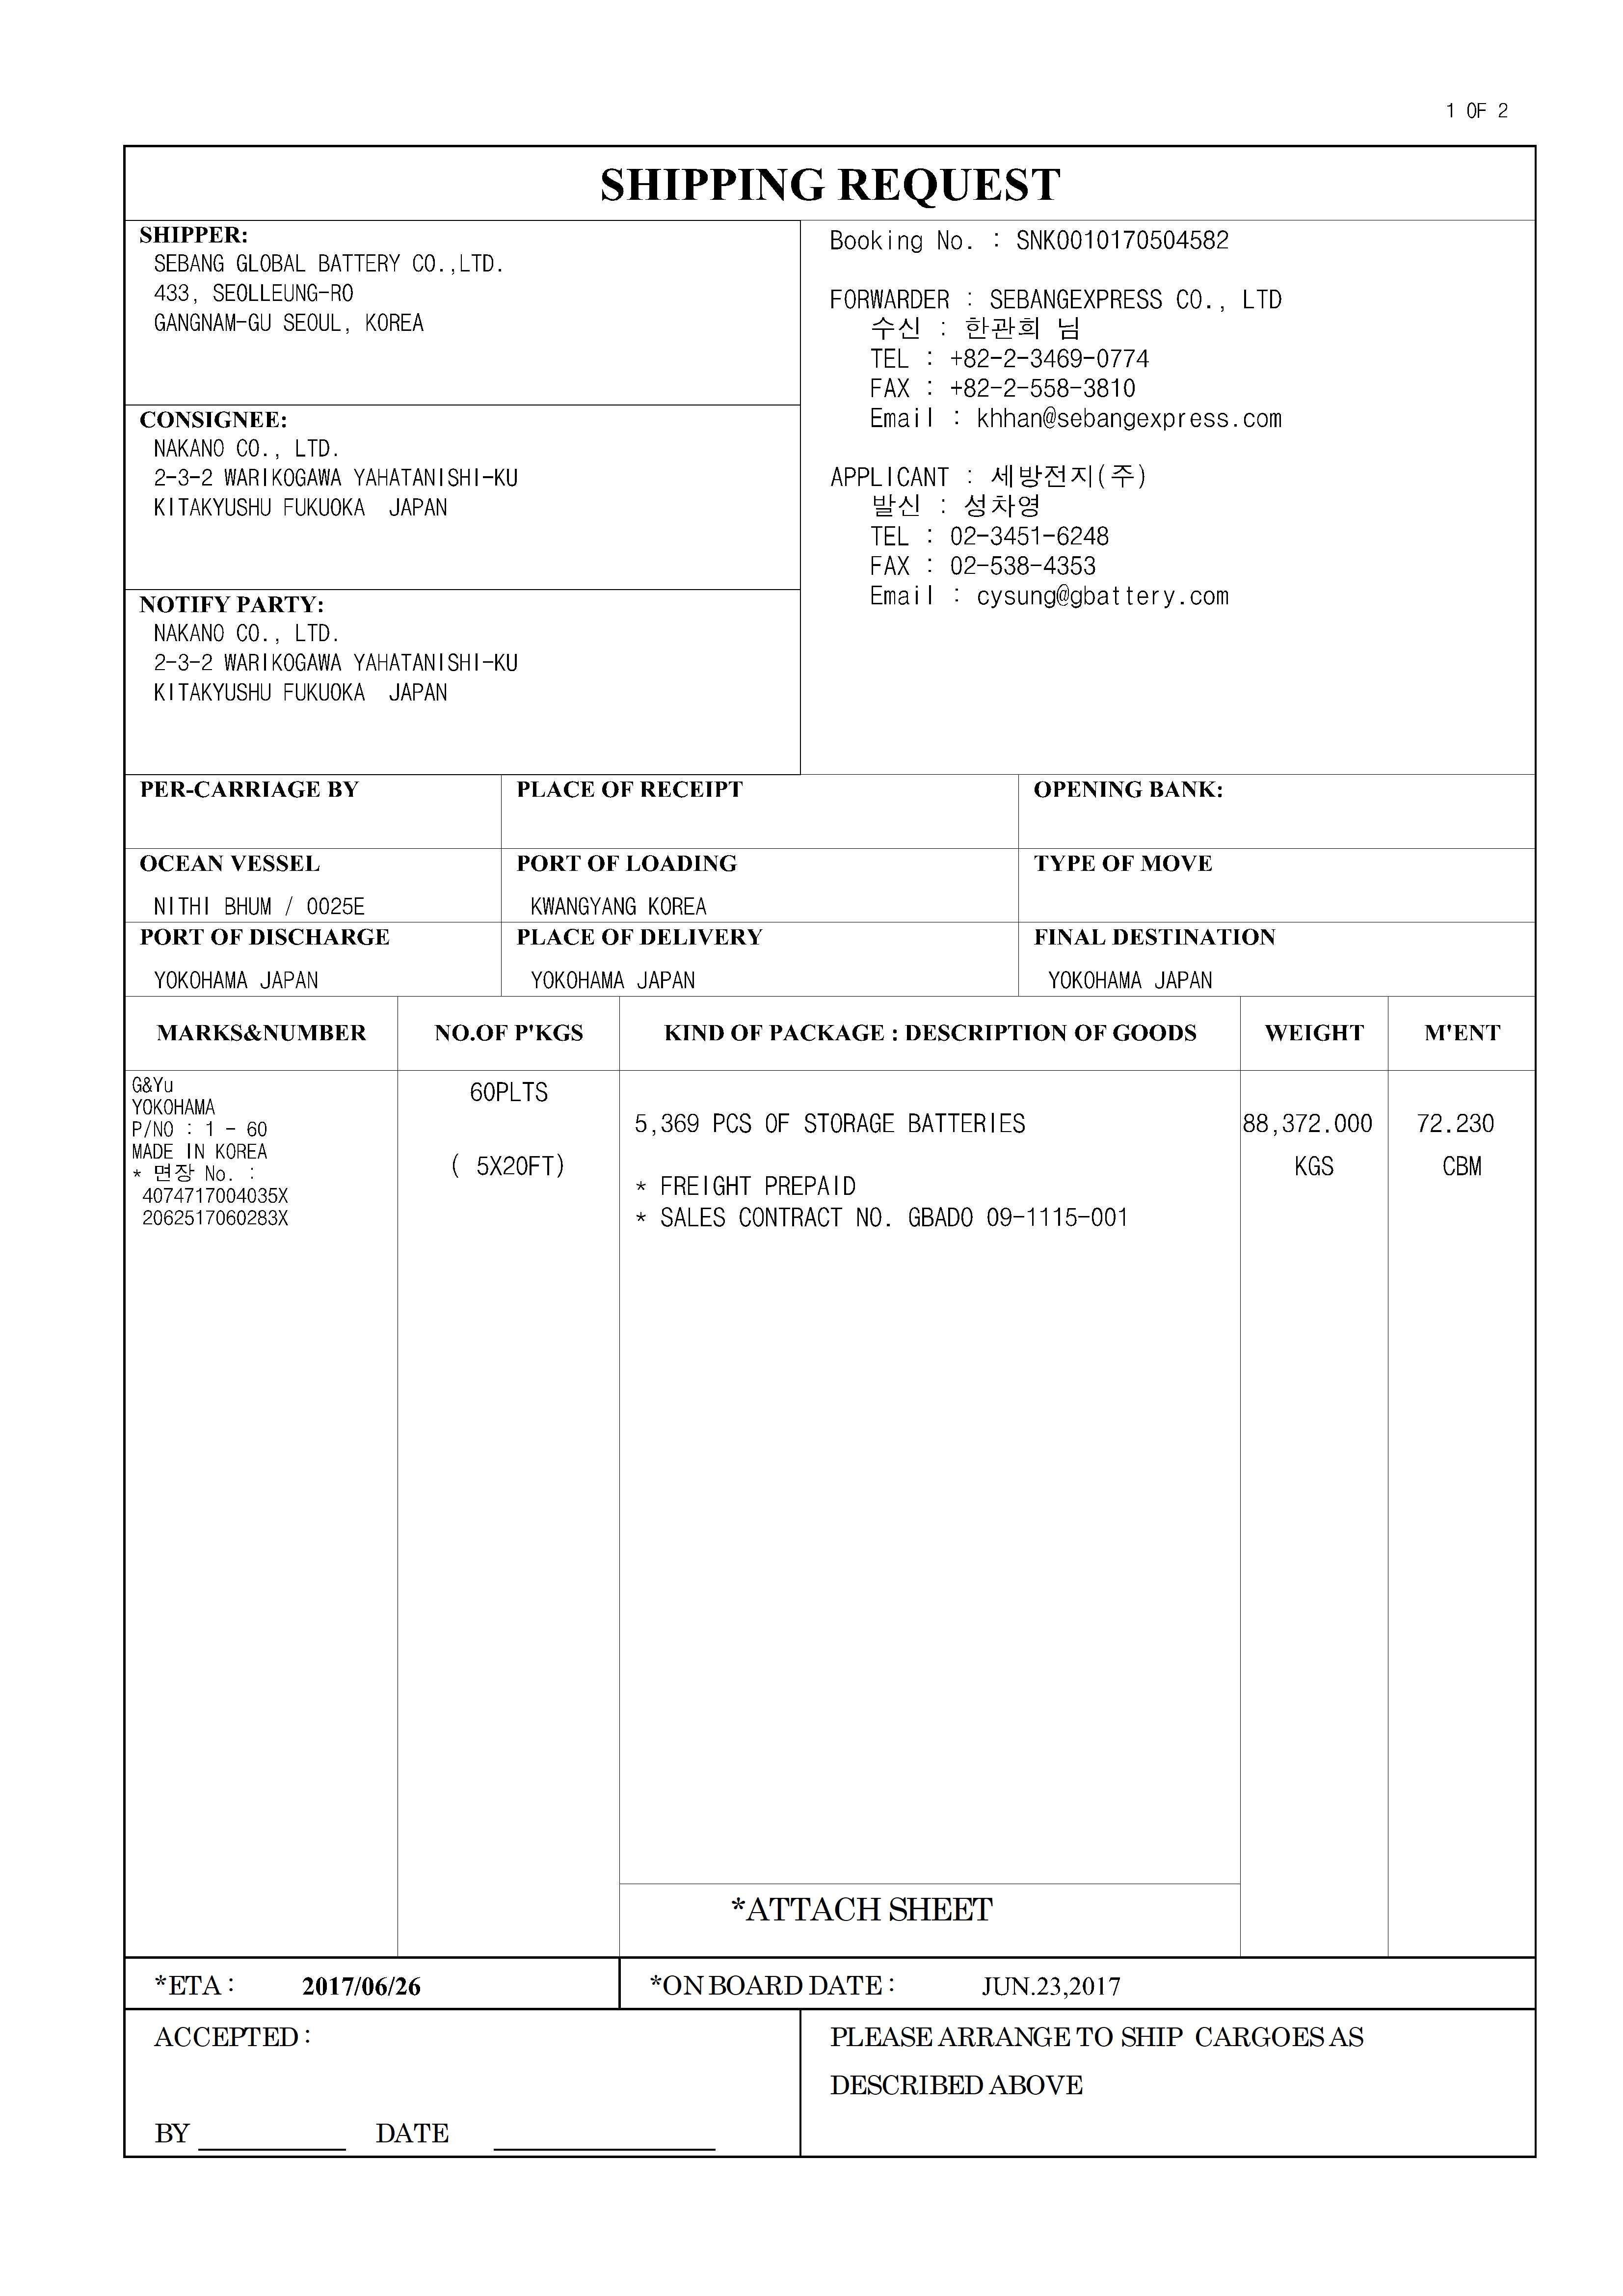 1 OF 2
SHIPPING REQUEST
SHIPPER:
SEBANG GLOBAL BATTERY CO.,LTD.
433, SEOLLEUNG-RO
GANGNAM-GU SEOUL, KOREA
CONSIGNEE:
NAKANO CO., LTD.
2-3-2 WARIKOGAWA YAHATANISHI-KU
KITAKYUSHU FUKUOKA JAPAN
NOTIFY PARTY:
NAKANO CO., LTD.
2-3-2 WARIKOGAWA YAHATANISHI-KU
KITAKYUSHU FUKUOKA JAPAN
Booking No. : SNK0010170504582
FORWARDER : SEBANGEXPRESS CO., LTD
수신 : 한관희 님
TEL : +82-2-3469-0774
FAX : +82-2-558-3810
Email : khhan@sebangexpress.com
APPLICANT : 세방전지(주)
발신 : 성차영
TEL : 02-3451-6248
FAX : 02-538-4353
Email : cysung@gbattery.com
PER-CARRIAGE BY
PLACE OF RECEIPT
OPENING BANK:
OCEAN VESSEL
NITHI BHUM / 0025E
PORT OF LOADING
KWANGYANG KOREA
TYPE OF MOVE
PORT OF DISCHARGE
YOKOHAMA JAPAN
PLACE OF DELIVERY
YOKOHAMA JAPAN
FINAL DESTINATION
YOKOHAMA JAPAN
MARKS&NUMBER
NO.OF P'KGS
KIND OF PACKAGE : DESCRIPTION OF GOODS
WEIGHT
M'ENT
G&Yu
YOKOHAMA
P/NO : 1 - 60
MADE IN KOREA
* 면장 No. :
4074717004035X
2062517060283X
60PLTS
( 5X20FT)
5,369 PCS OF STORAGE BATTERIES
* FREIGHT PREPAID
* SALES CONTRACT NO. GBADO 09-1115-001
88,372.000
KGS
72.230
CBM
*ATTACH SHEET
*ETA : 2017/06/26
*ON BOARD DATE : JUN.23,2017
ACCEPTED :
BY DATE
PLEASE ARRANGE TO SHIP CARGOES AS
DESCRIBED ABOVE